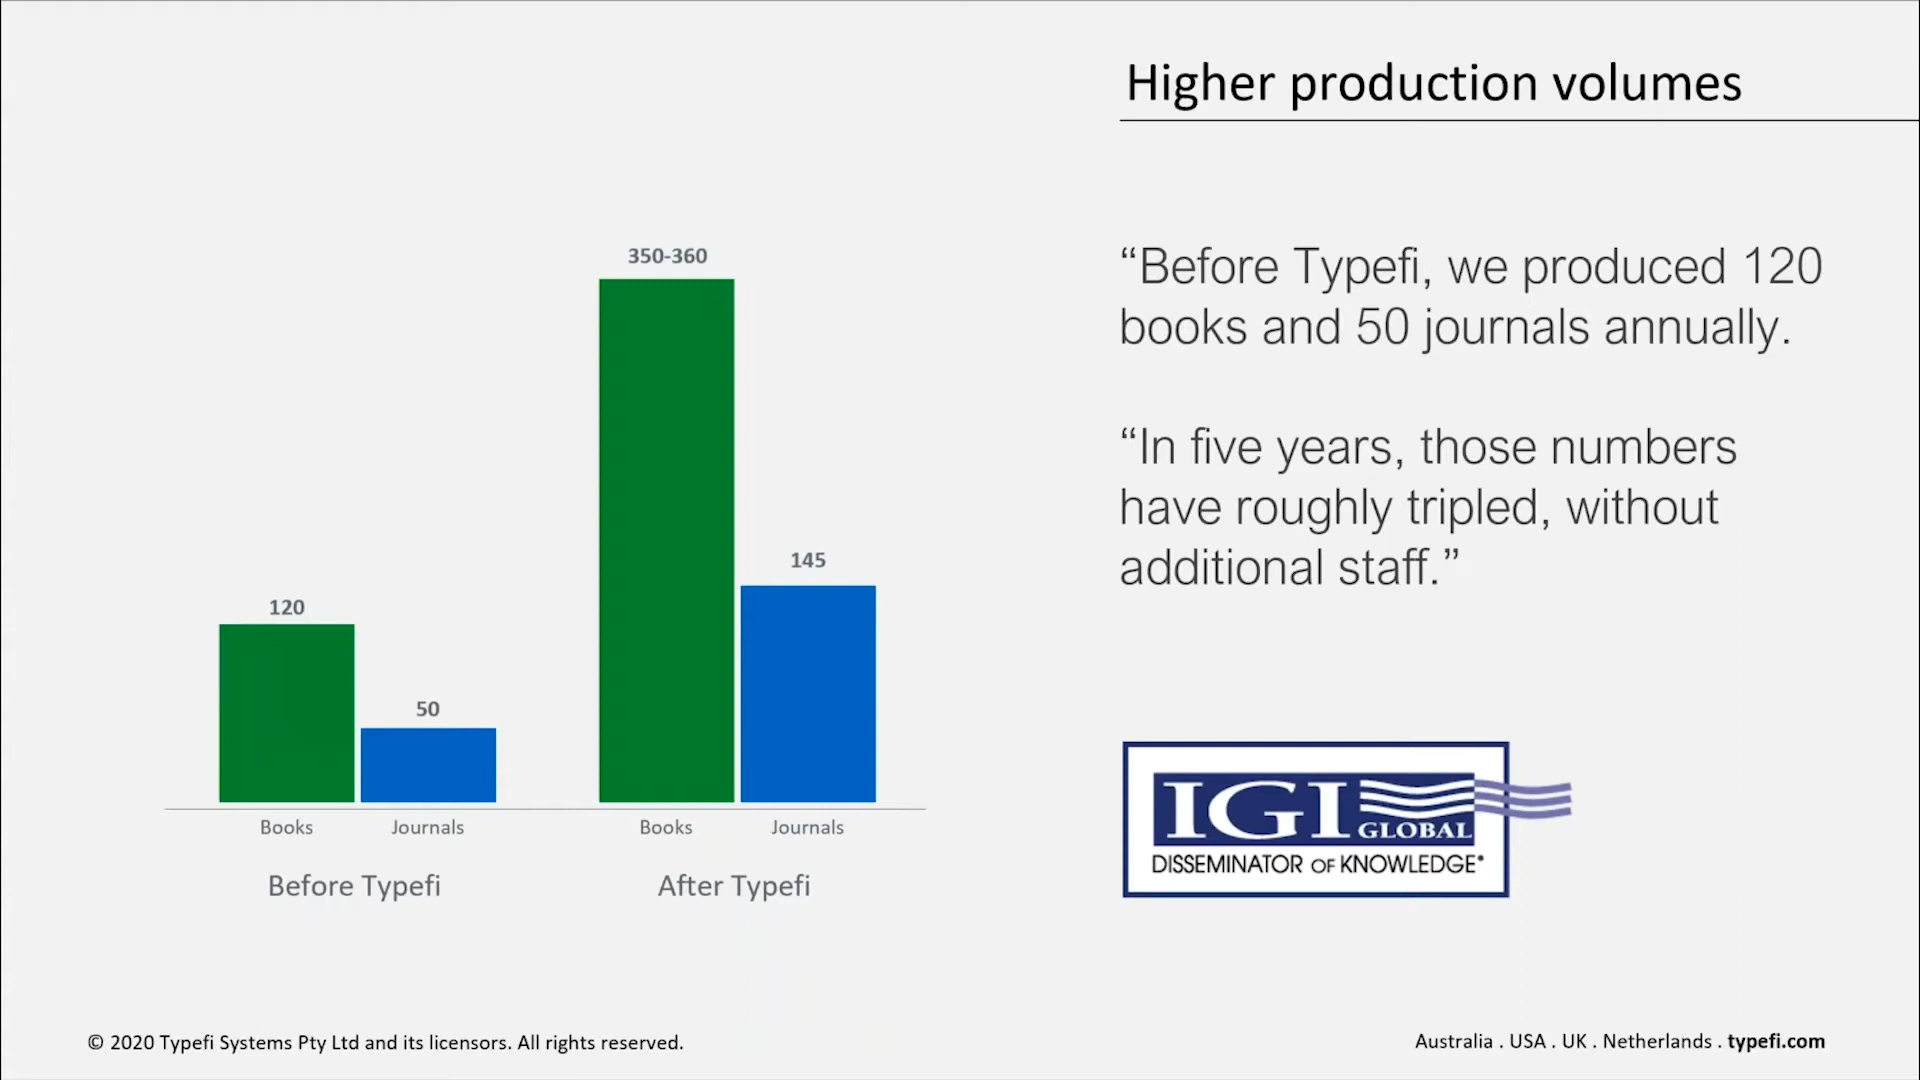 Higher production volumes
350-360
145
120
50
Books
Journals
Books
Journals
Before Typefi
After Typefi
“Before Typefi, we produced 120
books and 50 journals annually.
“In five years, those numbers
have roughly tripled, without
additional staff.”
IGI GLOBAL
DISSEMINATOR OF KNOWLEDGE
© 2020 Typefi Systems Pty Ltd and its licensors. All rights reserved.
Australia . USA . UK . Netherlands . typefi.com